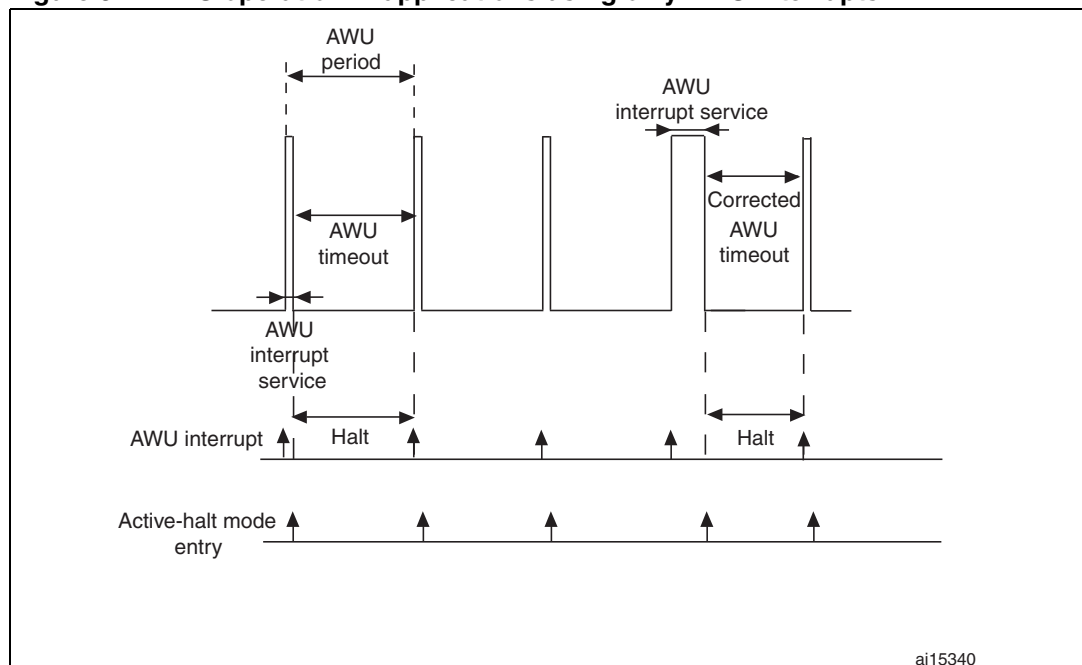 AWU
period
AWU
interrupt service
Corrected
AWU
timeout
AWU
timeout
AWU
interrupt
service
AWU interrupt
Halt
Halt
Active-halt mode
entry
ai15340